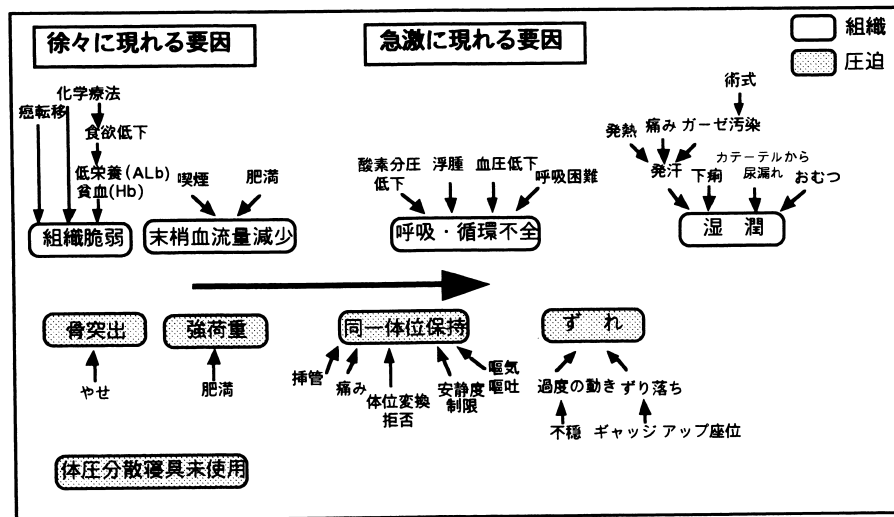 徐々に現れる要因
急激に現れる要因
組織
圧迫
化学療法
癌転移
食欲低下
低栄養(ALb)
貧血(Hb)
喫煙
肥満
酸素分圧
低下
浮腫
血圧低下
呼吸困難
術式
発熱
痛み
ガーゼ汚染
発汗
下痢
カテーテルから
尿漏れ
おむつ
組織脆弱
末梢血流量減少
呼吸・循環不全
湿 潤
骨突出
強荷重
同一体位保持
ず れ
やせ
肥満
挿管
痛み
体位変換
拒否
安静度
制限
嘔気
嘔吐
過度の動き
ずり落ち
不穏
ギャッジ アップ座位
体圧分散寝具未使用